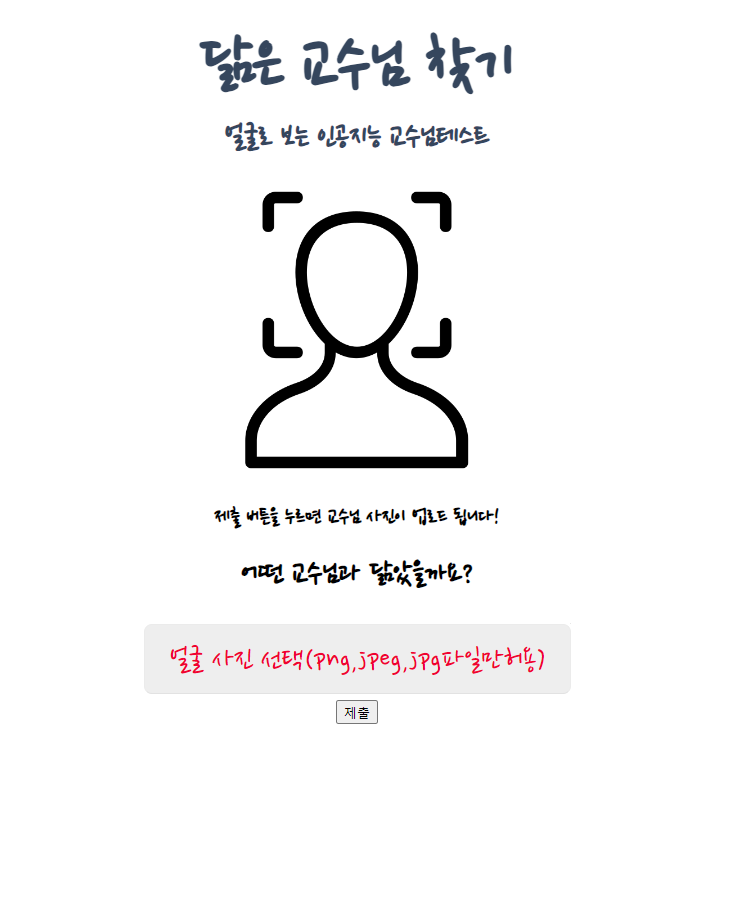 닮은 교수님 찾기
얼굴로 보는 인공지능 교수님테스트
제출 버튼을 누르면 교수님 사진이 업로드 됩니다!
어떤 교수님과 닮았을까요?
얼굴 사진 선택(png,jpeg,jpg파일만허용)
제출